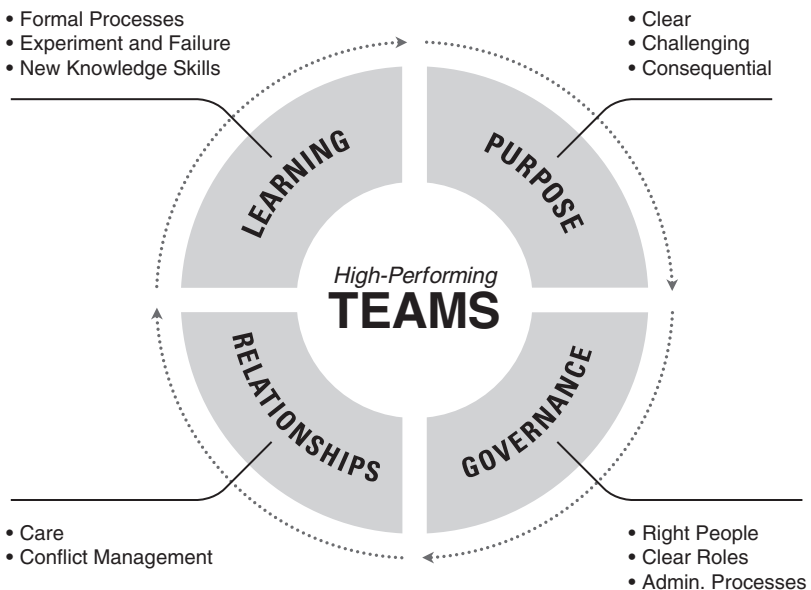 • Formal Processes
• Experiment and Failure
• New Knowledge Skills
• Clear
• Challenging
• Consequential
LEARNING
PURPOSE
High-Performing
TEAMS
RELATIONSHIPS
GOVERNANCE
• Care
• Conflict Management
• Right People
• Clear Roles
• Admin. Processes